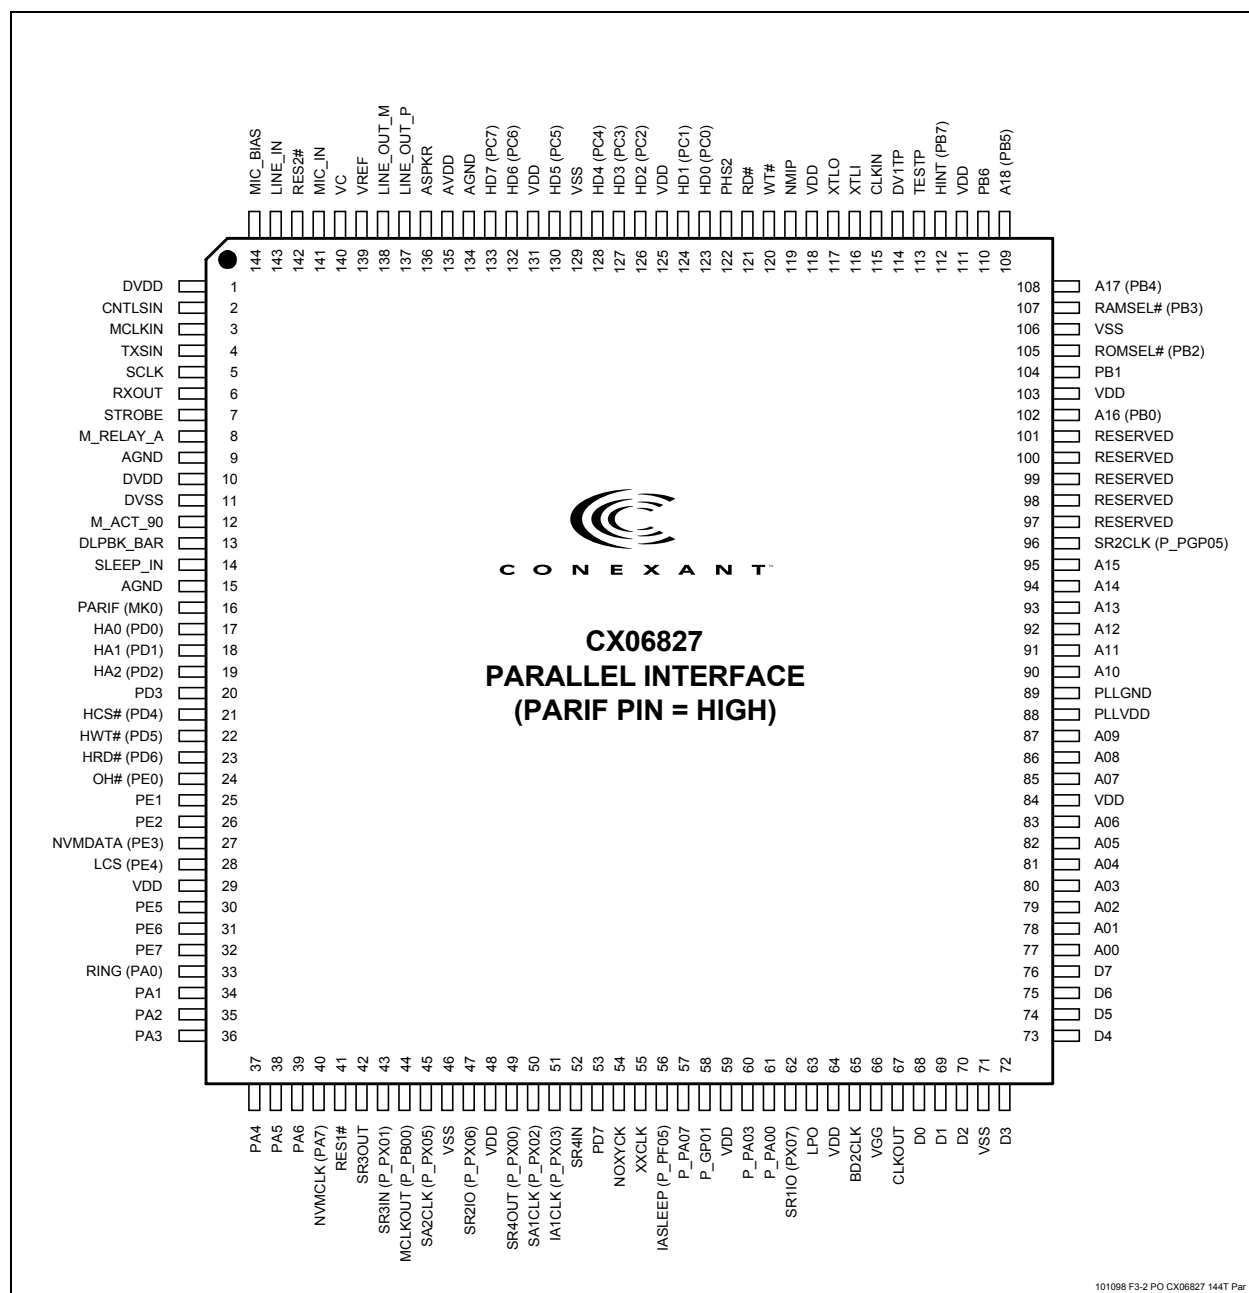 MIC_BIAS
LINE_IN
RES2#
MIC_IN
VC
VREF
LINE_OUT_M
LINE_OUT_P
ASPKR
AVDD
AGND
HD7 (PC7)
HD6 (PC6)
VDD
HD5 (PC5)
VSS
HD4 (PC4)
HD3 (PC3)
HD2 (PC2)
VDD
HD1 (PC1)
HD0 (PC0)
PHS2
RD#
WT#
NMIP
VDD
XTLO
XTLI
CLKIN
DV1TP
TESTP
HINT (PB7)
VDD
PB6
A18 (PB5)
144
143
142
141
140
139
138
137
136
135
134
133
132
131
130
129
128
127
126
125
124
123
122
121
120
119
118
117
116
115
114
113
112
111
110
109
DVDD 1
CNTLSIN 2
MCLKIN 3
TXSIN 4
SCLK 5
RXOUT 6
STROBE 7
M_RELAY_A 8
AGND 9
DVDD 10
DVSS 11
M_ACT_90 12
DLPBK_BAR 13
SLEEP_IN 14
AGND 15
PARIF (MK0) 16
HA0 (PD0) 17
HA1 (PD1) 18
HA2 (PD2) 19
PD3 20
HCS# (PD4) 21
HWT# (PD5) 22
HRD# (PD6) 23
OH# (PE0) 24
PE1 25
PE2 26
NVMDATA (PE3) 27
LCS (PE4) 28
VDD 29
PE5 30
PE6 31
PE7 32
RING (PA0) 33
PA1 34
PA2 35
PA3 36
CONEXANT™
CX06827
PARALLEL INTERFACE
(PARIF PIN = HIGH)
108 A17 (PB4)
107 RAMSEL# (PB3)
106 VSS
105 ROMSEL# (PB2)
104 PB1
103 VDD
102 A16 (PB0)
101 RESERVED
100 RESERVED
99 RESERVED
98 RESERVED
97 RESERVED
96 SR2CLK (P_PGP05)
95 A15
94 A14
93 A13
92 A12
91 A11
90 A10
89 PLLGND
88 PLLVDD
87 A09
86 A08
85 A07
84 VDD
83 A06
82 A05
81 A04
80 A03
79 A02
78 A01
77 A00
76 D7
75 D6
74 D5
73 D4
37
38
39
40
41
42
43
44
45
46
47
48
49
50
51
52
53
54
55
56
57
58
59
60
61
62
63
64
65
66
67
68
69
70
71
72
PA4
PA5
PA6
NVMCLK (PA7)
RES1#
SR3OUT
SR3IN (P_PX01)
MCLKOUT (P_PB00)
SA2CLK (P_PX05)
VSS
SR2IO (P_PX06)
VDD
SR4OUT (P_PX00)
SA1CLK (P_PX02)
IA1CLK (P_PX03)
SR4IN
PD7
NOXYCK
XXCLK
IASLEEP (P_PF05)
P_PA07
P_GP01
VDD
P_PA03
P_PA00
SR1IO (PX07)
LPO
VDD
BD2CLK
VGG
CLKOUT
D0
D1
D2
VSS
D3
101098 F3-2 PO CX06827 144T Par